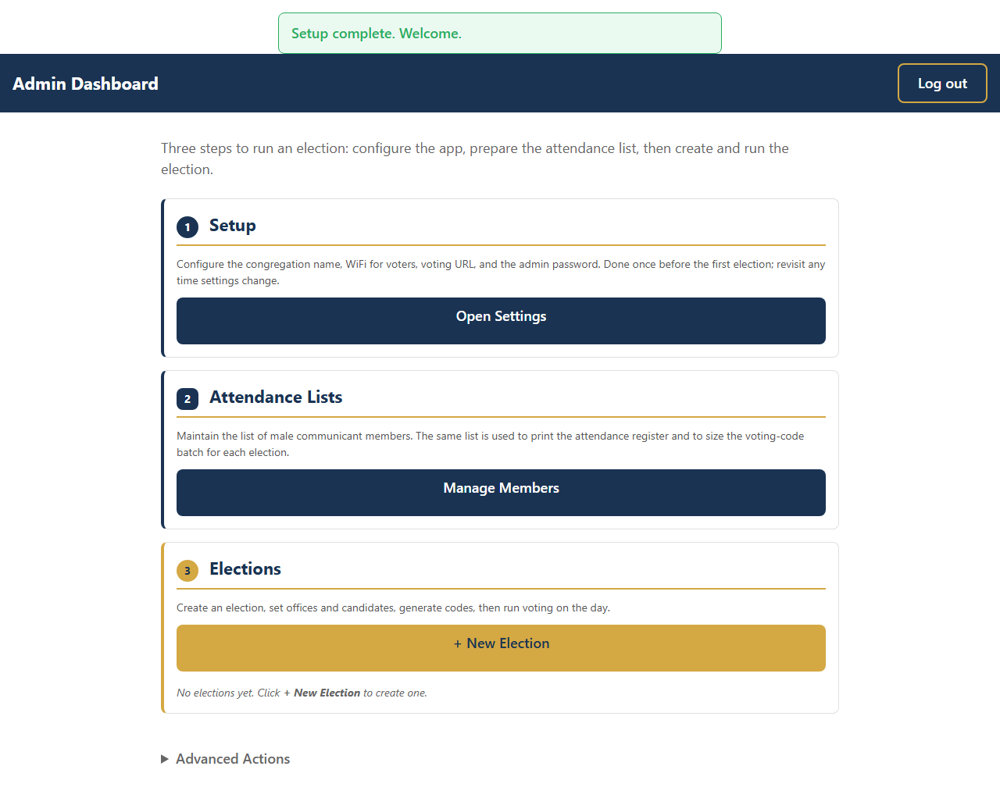 Setup complete. Welcome.
Admin Dashboard
Log out
Three steps to run an election: configure the app, prepare the attendance list, then create and run the
election.
1 Setup
Configure the congregation name, WiFi for voters, voting URL, and the admin password. Done once before the first election; revisit any
time settings change.
Open Settings
2 Attendance Lists
Maintain the list of male communicant members. The same list is used to print the attendance register and to size the voting-code
batch for each election.
Manage Members
3 Elections
Create an election, set offices and candidates, generate codes, then run voting on the day.
+ New Election
No elections yet. Click + New Election to create one.
Advanced Actions